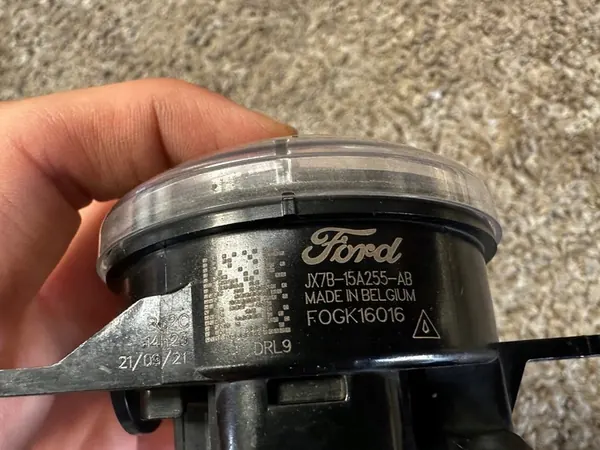 Ford
JX7B-15A255-AB
MADE IN BELGIUM
FOGK16016
DRL9
21/09/21